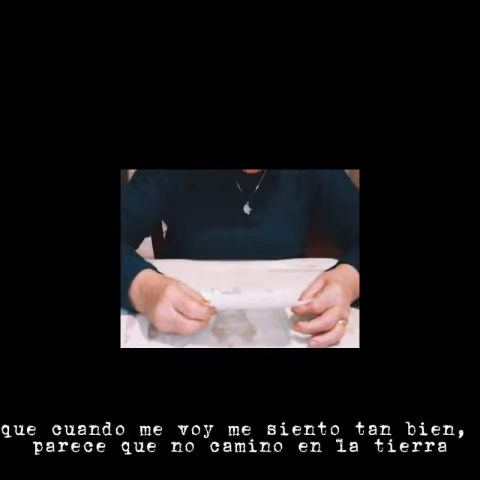 que cuando me voy me siento tan bien,
parece que no camino en la tierra